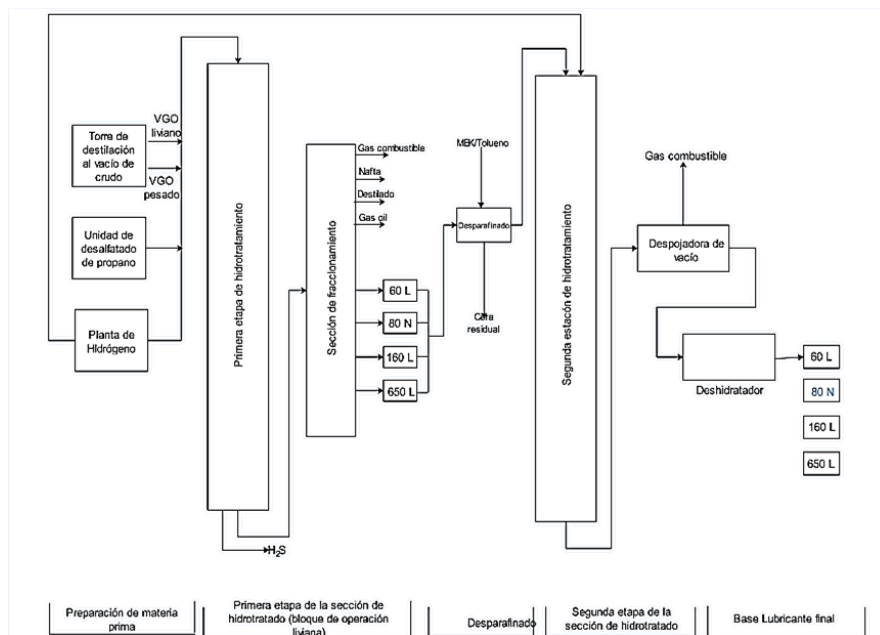 VGO
liviano
Torre de
destilación
al vacío de
crudo
VGO
pesado
Unidad de
desalfatado
de propano
Planta de
Hidrógeno
Primera etapa de hidrotratamiento
H₂S
Sección de fraccionamiento
Gas combustible
Nafta
Destilado
Gas oil
60 L
80 N
160 L
650 L
MEK/Tolueno
Desparafinado
Cera
residual
Segunda estacón de hidrotratamiento
Gas combustible
Despojadora de
vacío
Deshidratador
60 L
80 N
160 L
650 L
Preparación de materia
prima
Primera etapa de la sección de
hidrotratado (bloque de operación
liviana)
Desparafinado
Segunda etapa de la
sección de hidrotratado
Base Lubricante final